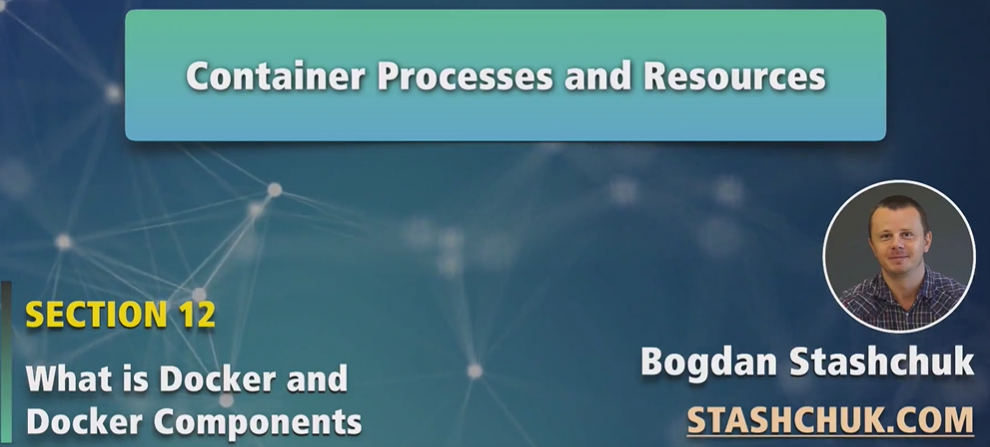 Container Processes and Resources
SECTION 12
What is Docker and
Docker Components
Bogdan Stashchuk
STASHCHUK.COM